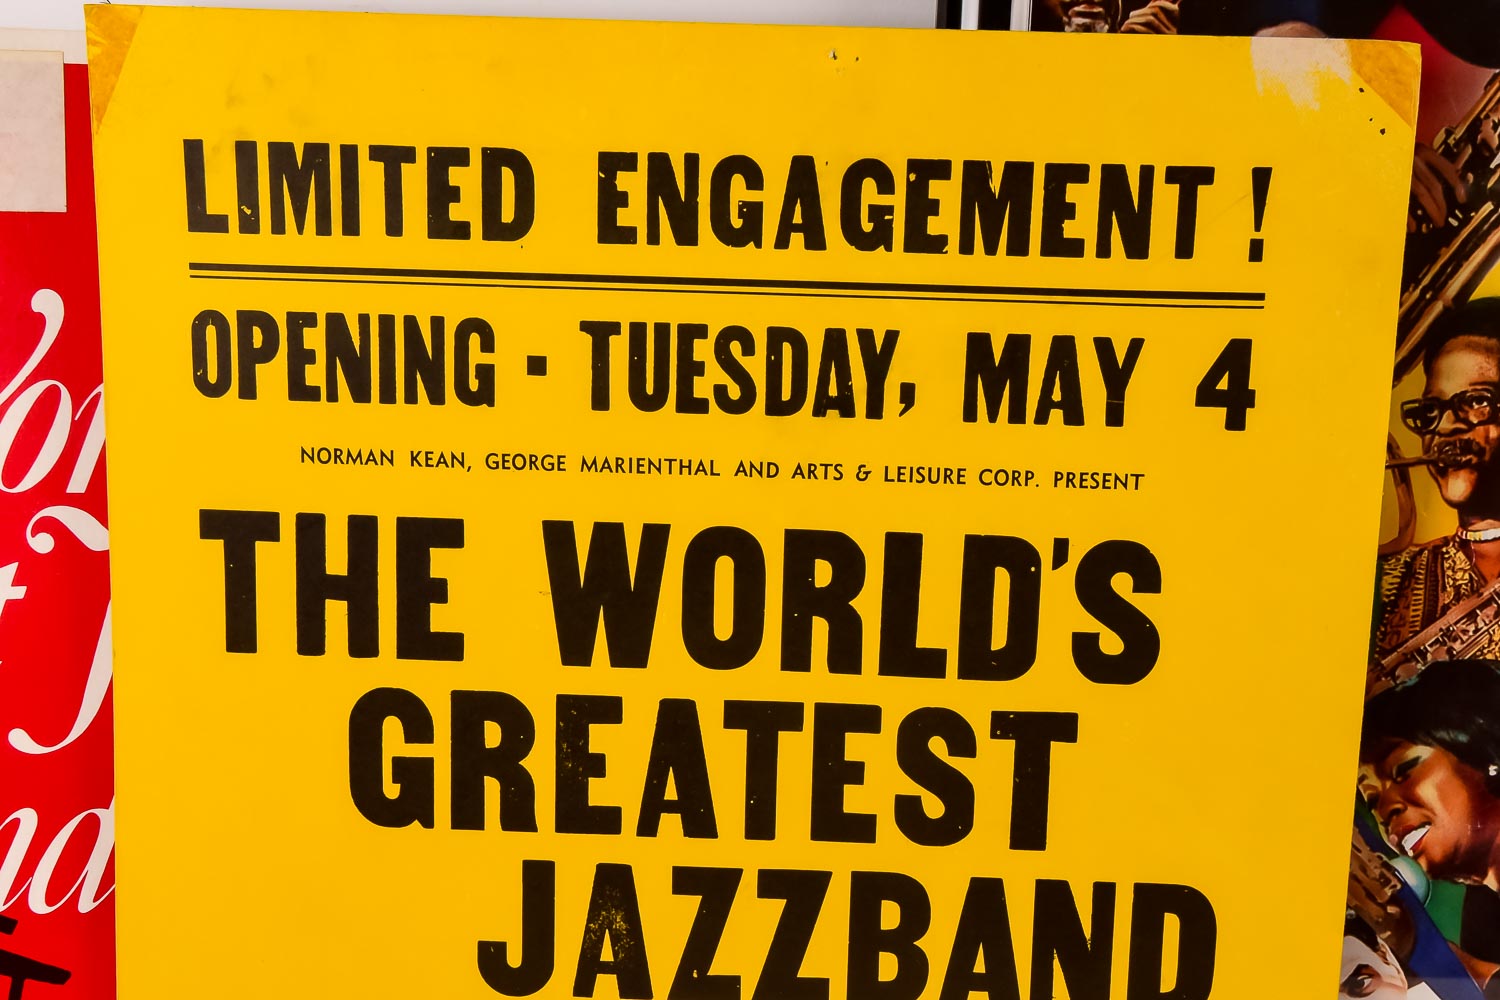 LIMITED ENGAGEMENT!
OPENING · TUESDAY, MAY 4
NORMAN KEAN, GEORGE MARIENTHAL AND ARTS & LEISURE CORP. PRESENT
THE WORLD'S
GREATEST
JAZZBAND